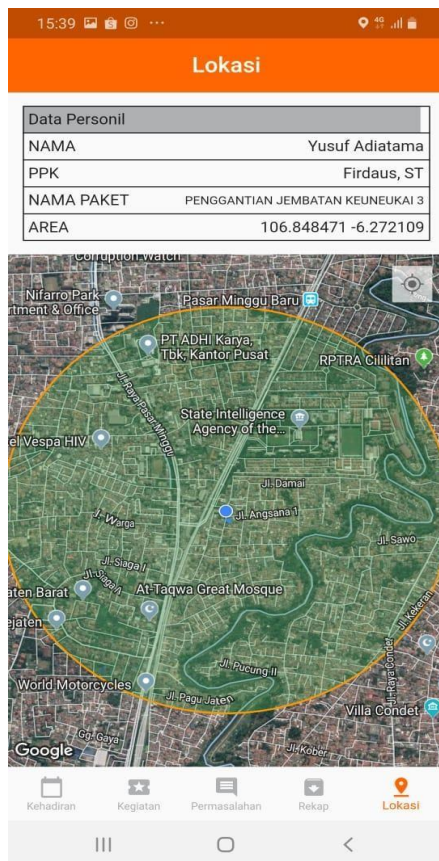 15:39
4G
Lokasi
Data Personil
NAMA Yusuf Adiatama
PPK Firdaus, ST
NAMA PAKET PENGGANTIAN JEMBATAN KEUNEUKAI 3
AREA 106.848471 -6.272109
Corruption Watch
Nifarro Park
rtment & Office
Pasar Minggu Baru
PT ADHI Karya,
Tbk, Kantor Pusat
RPTRA Cililitan
Jl. Raya Pasar Minggu
State Intelligence
Agency of the...
el Vespa HIV
Jl. Damai
Jl. Angsana 1
Jl. Warga
Jl. Sawo
Jl. Siaga I
Jl. Siaga A
aten Barat
At-Taqwa Great Mosque
ejaten
Jl. Kekeran
Jl. Pucung II
Jl. Raya Condet
World Motorcycles
Jl. Pagu Jaten
Villa Condet
Gg. Gaya
Jl. Kober
Google
Kehadiran Kegiatan Permasalahan Rekap Lokasi